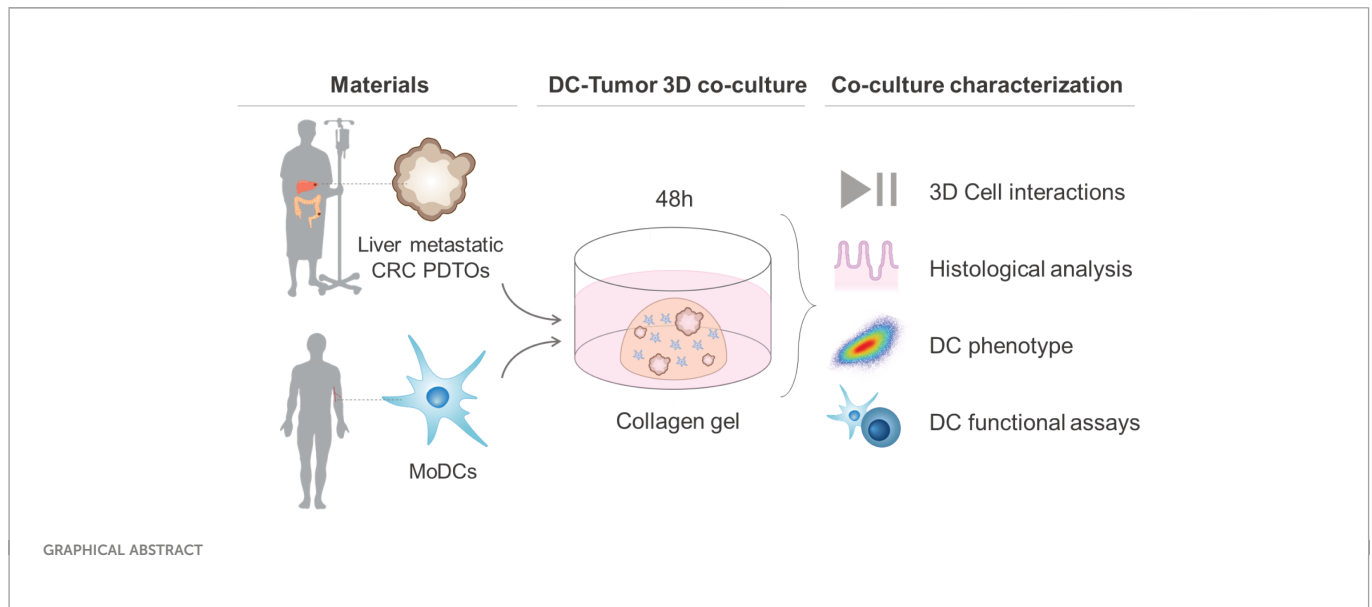 Materials
DC-Tumor 3D co-culture
Co-culture characterization
Liver metastatic
CRC PDTOs
MoDCs
48h
Collagen gel
3D Cell interactions
Histological analysis
DC phenotype
DC functional assays
GRAPHICAL ABSTRACT